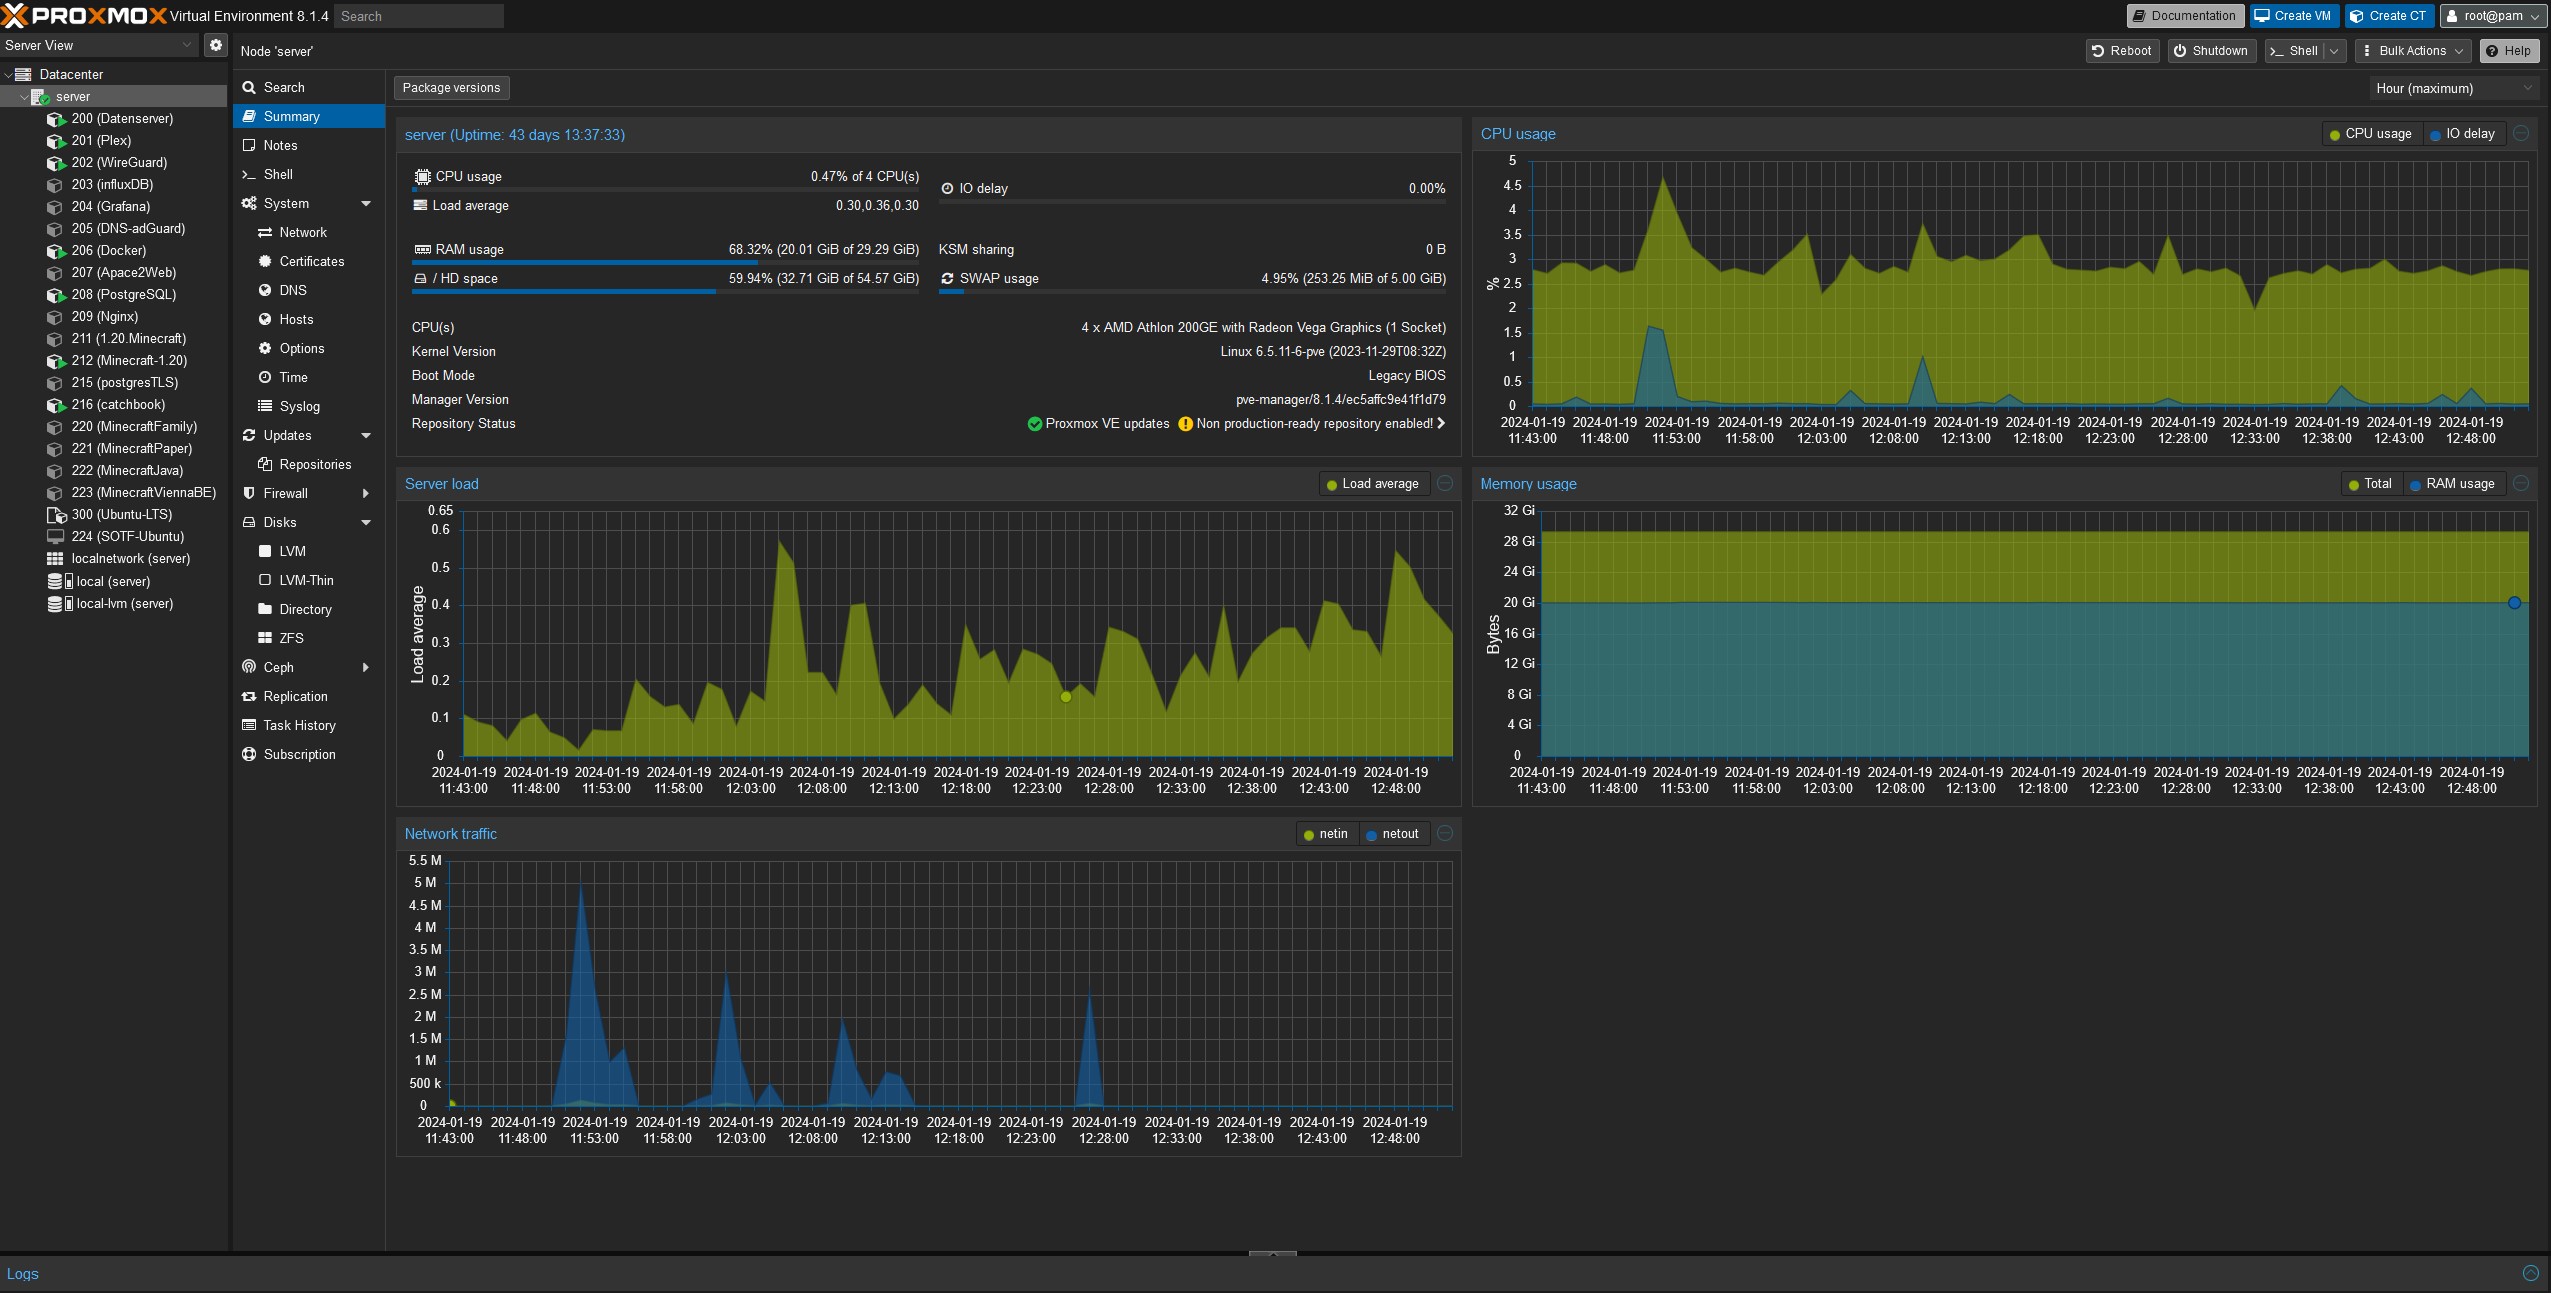 PROXMOX Virtual Environment 8.1.4 Search Documentation Create VM Create CT root@pam
Server View
Datacenter
server
200 (Datenserver)
201 (Plex)
202 (WireGuard)
203 (influxDB)
204 (Grafana)
205 (DNS-adGuard)
206 (Docker)
207 (Apace2Web)
208 (PostgreSQL)
209 (Nginx)
211 (1.20.Minecraft)
212 (Minecraft-1.20)
215 (postgresTLS)
216 (catchbook)
220 (MinecraftFamily)
221 (MinecraftPaper)
222 (MinecraftJava)
223 (MinecraftViennaBE)
300 (Ubuntu-LTS)
224 (SOTF-Ubuntu)
localnetwork (server)
local (server)
local-lvm (server)
Node 'server' Reboot Shutdown Shell Bulk Actions Help
Search
Summary
Notes
Shell
System
Network
Certificates
DNS
Hosts
Options
Time
Syslog
Updates
Repositories
Firewall
Disks
LVM
LVM-Thin
Directory
ZFS
Ceph
Replication
Task History
Subscription
Package versions Hour (maximum)
server (Uptime: 43 days 13:37:33)
CPU usage 0.47% of 4 CPU(s)
IO delay 0.00%
Load average 0.30,0.36,0.30
RAM usage 68.32% (20.01 GiB of 29.29 GiB) KSM sharing 0 B
/ HD space 59.94% (32.71 GiB of 54.57 GiB) SWAP usage 4.95% (253.25 MiB of 5.00 GiB)
CPU(s) 4 x AMD Athlon 200GE with Radeon Vega Graphics (1 Socket)
Kernel Version Linux 6.5.11-6-pve (2023-11-29T08:32Z)
Boot Mode Legacy BIOS
Manager Version pve-manager/8.1.4/ec5affc9e41f1d79
Repository Status Proxmox VE updates Non production-ready repository enabled!
CPU usage CPU usage IO delay
5
4.5
4
3.5
3
2.5
2
1.5
1
0.5
0
%
2024-01-19 2024-01-19 2024-01-19 2024-01-19 2024-01-19 2024-01-19 2024-01-19 2024-01-19 2024-01-19 2024-01-19 2024-01-19 2024-01-19 2024-01-19 2024-01-19
11:43:00 11:48:00 11:53:00 11:58:00 12:03:00 12:08:00 12:13:00 12:18:00 12:23:00 12:28:00 12:33:00 12:38:00 12:43:00 12:48:00
Server load Load average
0.65
0.6
0.5
0.4
0.3
0.2
0.1
0
Load average
2024-01-19 2024-01-19 2024-01-19 2024-01-19 2024-01-19 2024-01-19 2024-01-19 2024-01-19 2024-01-19 2024-01-19 2024-01-19 2024-01-19 2024-01-19 2024-01-19
11:43:00 11:48:00 11:53:00 11:58:00 12:03:00 12:08:00 12:13:00 12:18:00 12:23:00 12:28:00 12:33:00 12:38:00 12:43:00 12:48:00
Memory usage Total RAM usage
32 Gi
28 Gi
24 Gi
20 Gi
16 Gi
12 Gi
8 Gi
4 Gi
0
Bytes
2024-01-19 2024-01-19 2024-01-19 2024-01-19 2024-01-19 2024-01-19 2024-01-19 2024-01-19 2024-01-19 2024-01-19 2024-01-19 2024-01-19 2024-01-19 2024-01-19
11:43:00 11:48:00 11:53:00 11:58:00 12:03:00 12:08:00 12:13:00 12:18:00 12:23:00 12:28:00 12:33:00 12:38:00 12:43:00 12:48:00
Network traffic netin netout
5.5 M
5 M
4.5 M
4 M
3.5 M
3 M
2.5 M
2 M
1.5 M
1 M
500 k
0
2024-01-19 2024-01-19 2024-01-19 2024-01-19 2024-01-19 2024-01-19 2024-01-19 2024-01-19 2024-01-19 2024-01-19 2024-01-19 2024-01-19 2024-01-19 2024-01-19
11:43:00 11:48:00 11:53:00 11:58:00 12:03:00 12:08:00 12:13:00 12:18:00 12:23:00 12:28:00 12:33:00 12:38:00 12:43:00 12:48:00
Logs